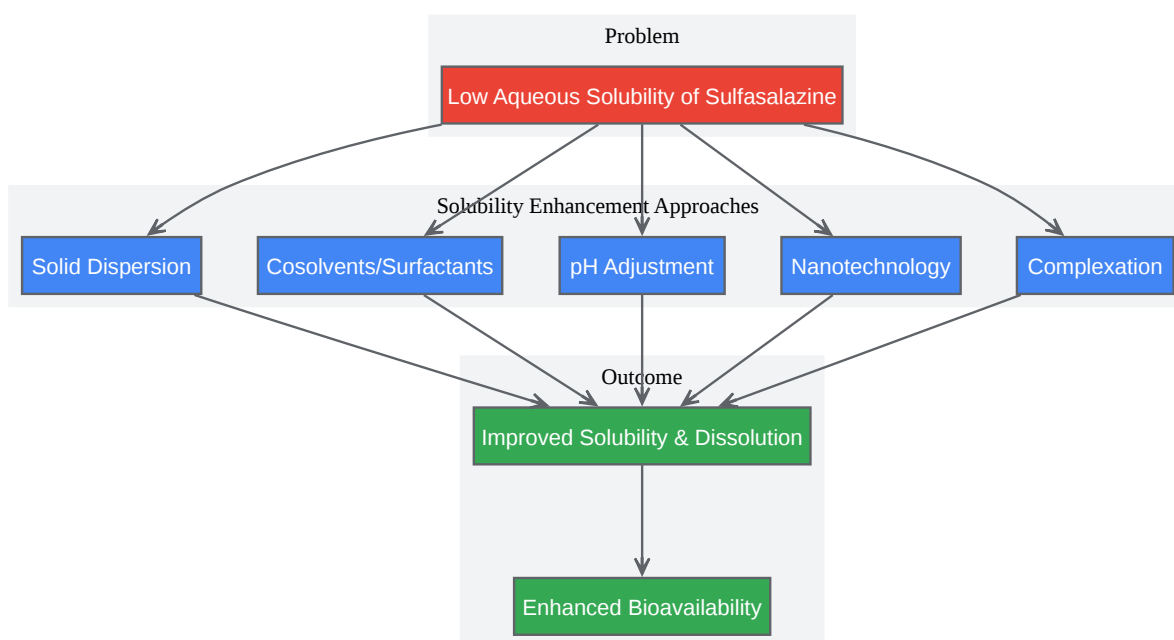 Problem
Low Aqueous Solubility of Sulfasalazine
Solubility Enhancement Approaches
Solid Dispersion
Cosolvents/Surfactants
pH Adjustment
Nanotechnology
Complexation
Outcome
Improved Solubility & Dissolution
Enhanced Bioavailability